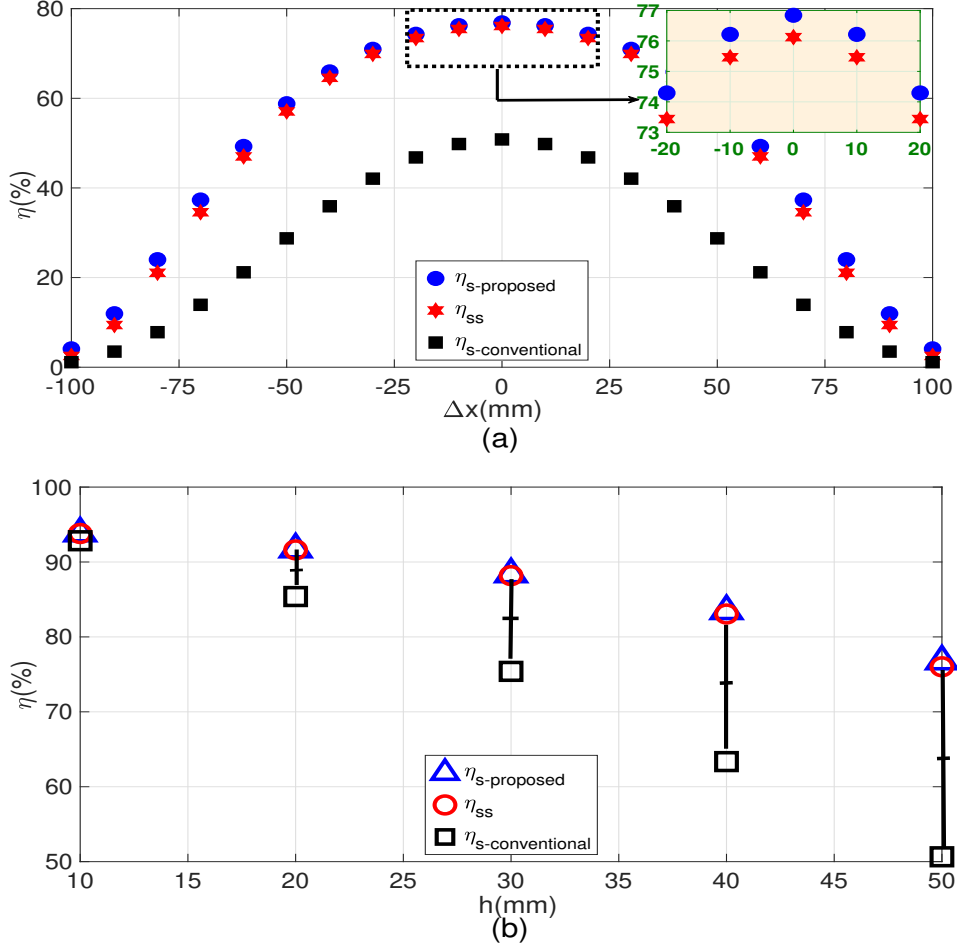 80
60
40
20
0
η(%)
77
76
75
74
73
-20 -10 0 10 20
ηs-proposed
ηss
ηs-conventional
-100 -75 -50 -25 0 25 50 75 100
Δx(mm)
(a)
100
90
80
70
60
50
η(%)
ηs-proposed
ηss
ηs-conventional
10 15 20 25 30 35 40 45 50
h(mm)
(b)